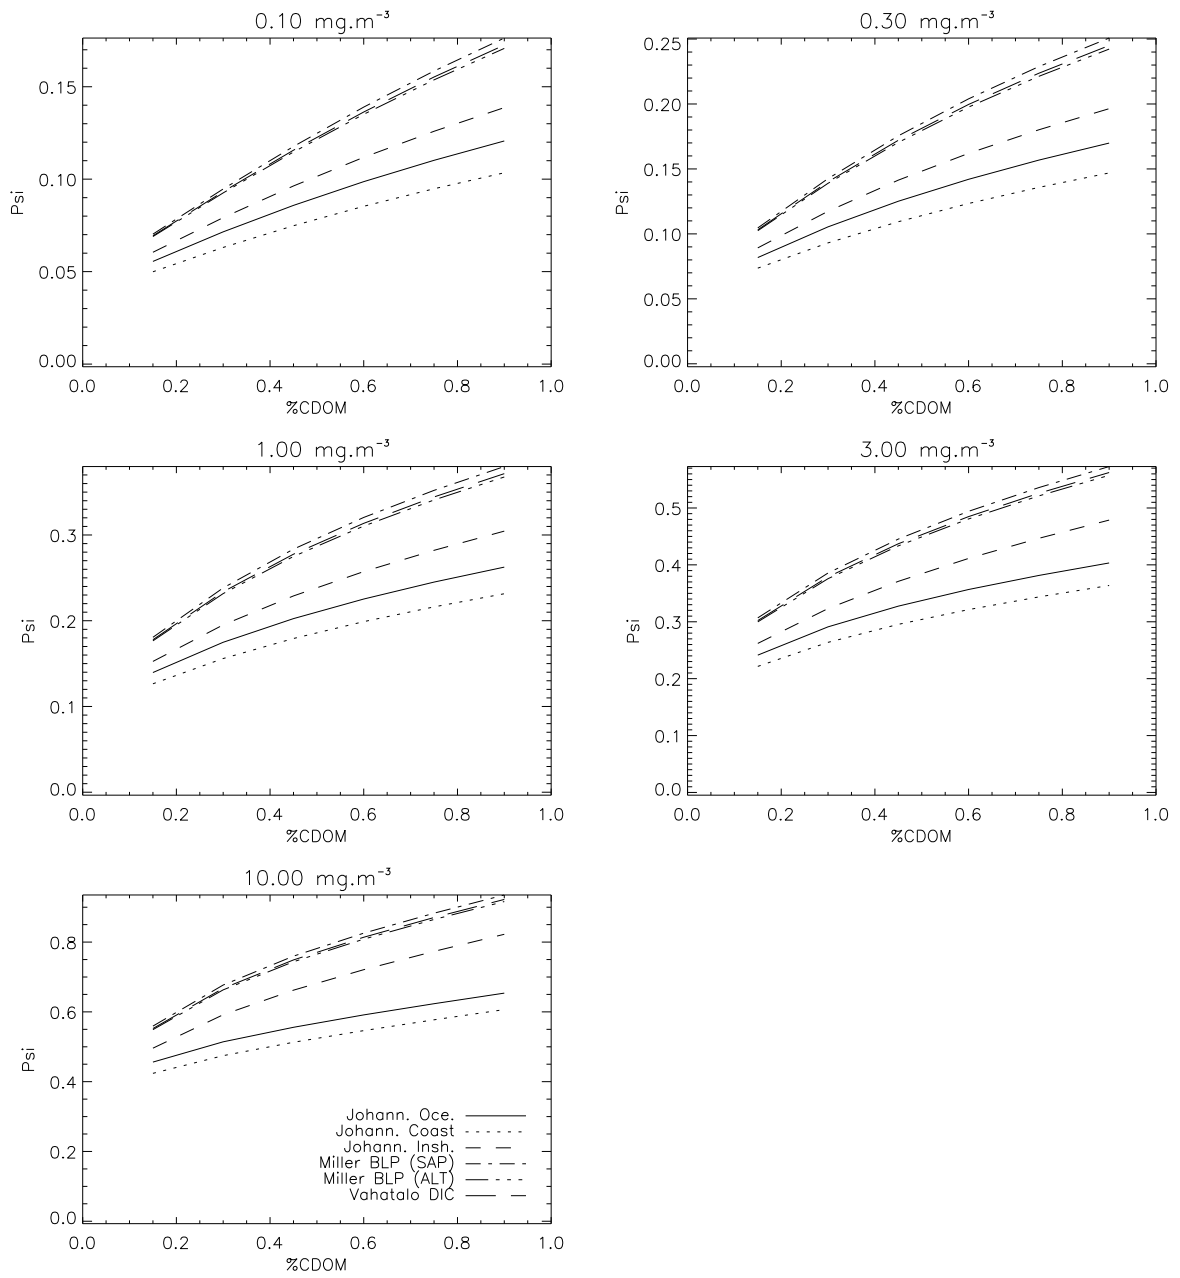 0.10 mg.m⁻³
0.15
0.10
0.05
0.00
Psi
0.0 0.2 0.4 0.6 0.8 1.0
%CDOM
0.30 mg.m⁻³
0.25
0.20
0.15
0.10
0.05
0.00
Psi
0.0 0.2 0.4 0.6 0.8 1.0
%CDOM
1.00 mg.m⁻³
0.3
0.2
0.1
0.0
Psi
0.0 0.2 0.4 0.6 0.8 1.0
%CDOM
3.00 mg.m⁻³
0.5
0.4
0.3
0.2
0.1
0.0
Psi
0.0 0.2 0.4 0.6 0.8 1.0
%CDOM
10.00 mg.m⁻³
0.8
0.6
0.4
0.2
0.0
Psi
Johann. Oce.
Johann. Coast
Johann. Insh.
Miller BLP (SAP)
Miller BLP (ALT)
Vahatalo DIC
0.0 0.2 0.4 0.6 0.8 1.0
%CDOM